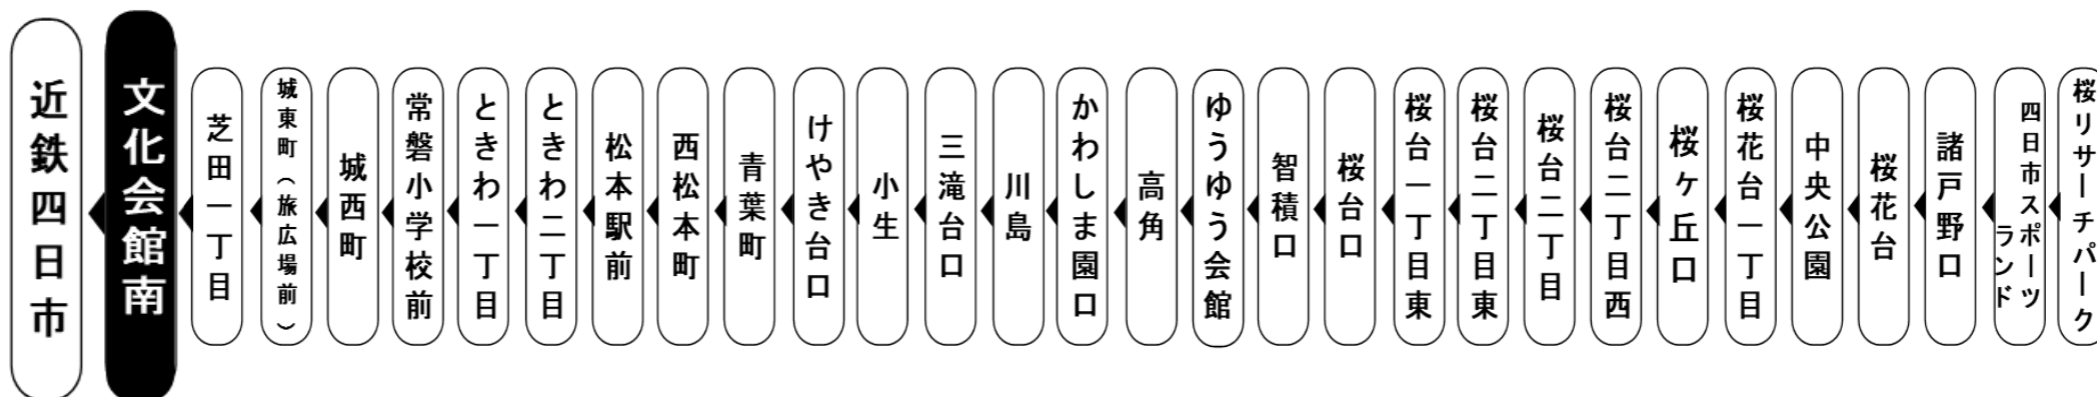 近鉄四日市
文化会館南
芝田一丁目
城東町（旅広場前）
城西町
常磐小学校前
ときわ一丁目
ときわ二丁目
松本駅前
西松本町
青葉町
けやき台口
小生
三滝台口
川島
かわしま園口
高角
ゆうゆう会館
智積口
桜台口
桜台一丁目東
桜台二丁目東
桜台二丁目
桜台二丁目西
桜ヶ丘口
桜花台一丁目
中央公園
桜花台
諸戸野口
四日市スポーツ
ランド
桜リサーチパーク